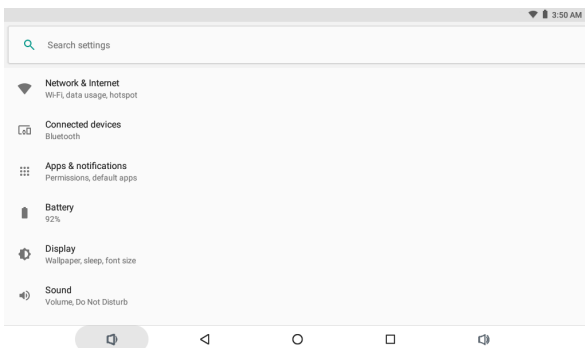 3:50 AM
Search settings
Network & Internet
Wi-Fi, data usage, hotspot
Connected devices
Bluetooth
Apps & notifications
Permissions, default apps
Battery
92%
Display
Wallpaper, sleep, font size
Sound
Volume, Do Not Disturb